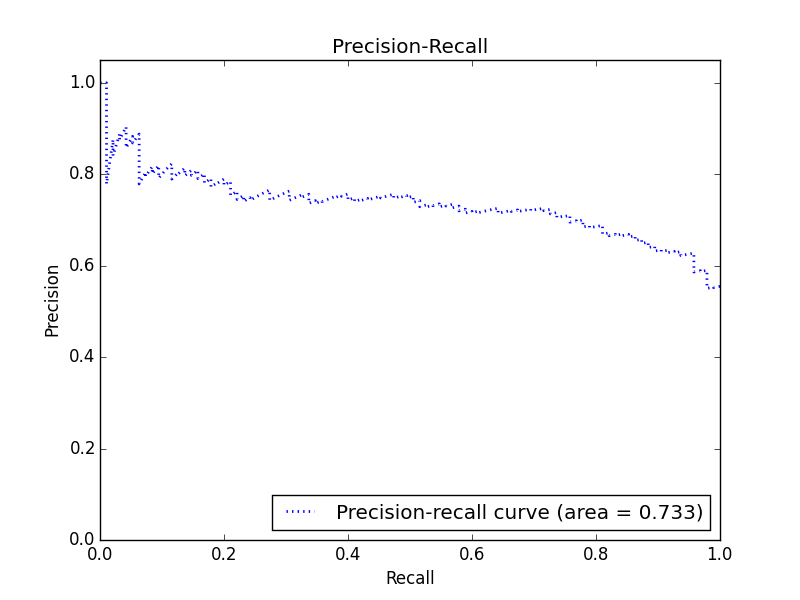 Precision-Recall
1.0
0.8
0.6
0.4
0.2
0.0
Precision
0.0 0.2 0.4 0.6 0.8 1.0
Recall
Precision-recall curve (area = 0.733)